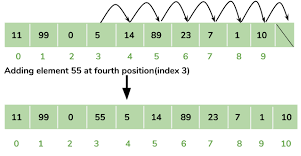 11 99 0 5 14 89 23 7 1 10
0 1 2 3 4 5 6 7 8 9
Adding element 55 at fourth position(index 3)
11 99 0 55 5 14 89 23 7 1 10
0 1 2 3 4 5 6 7 8 9 10